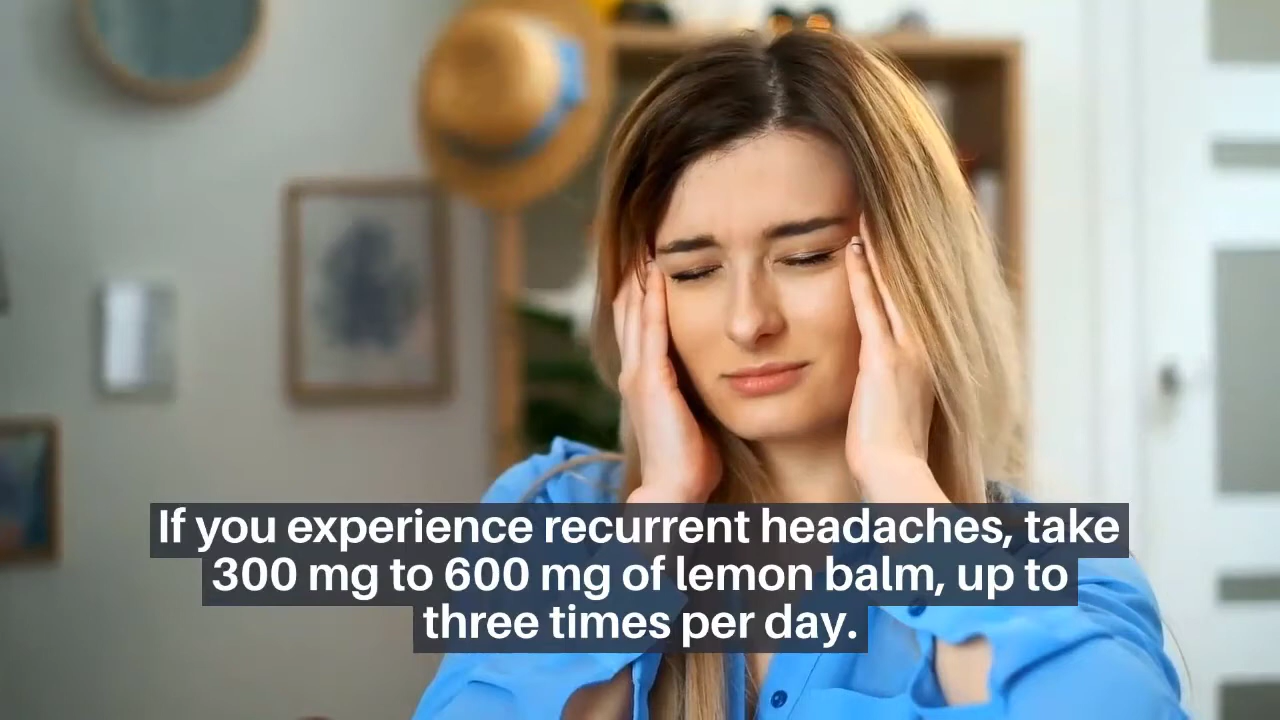 If you experience recurrent headaches, take
300 mg to 600 mg of lemon balm, up to
three times per day.